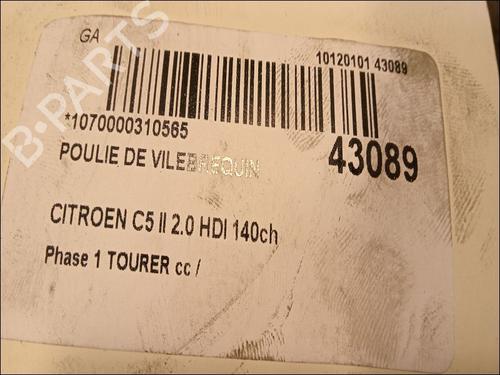 GA
10120101 43089
*1070000310565
43089
POULIE DE VILEBREQUIN
CITROEN C5 II 2.0 HDI 140ch
Phase 1 TOURER cc /
B-PARTS